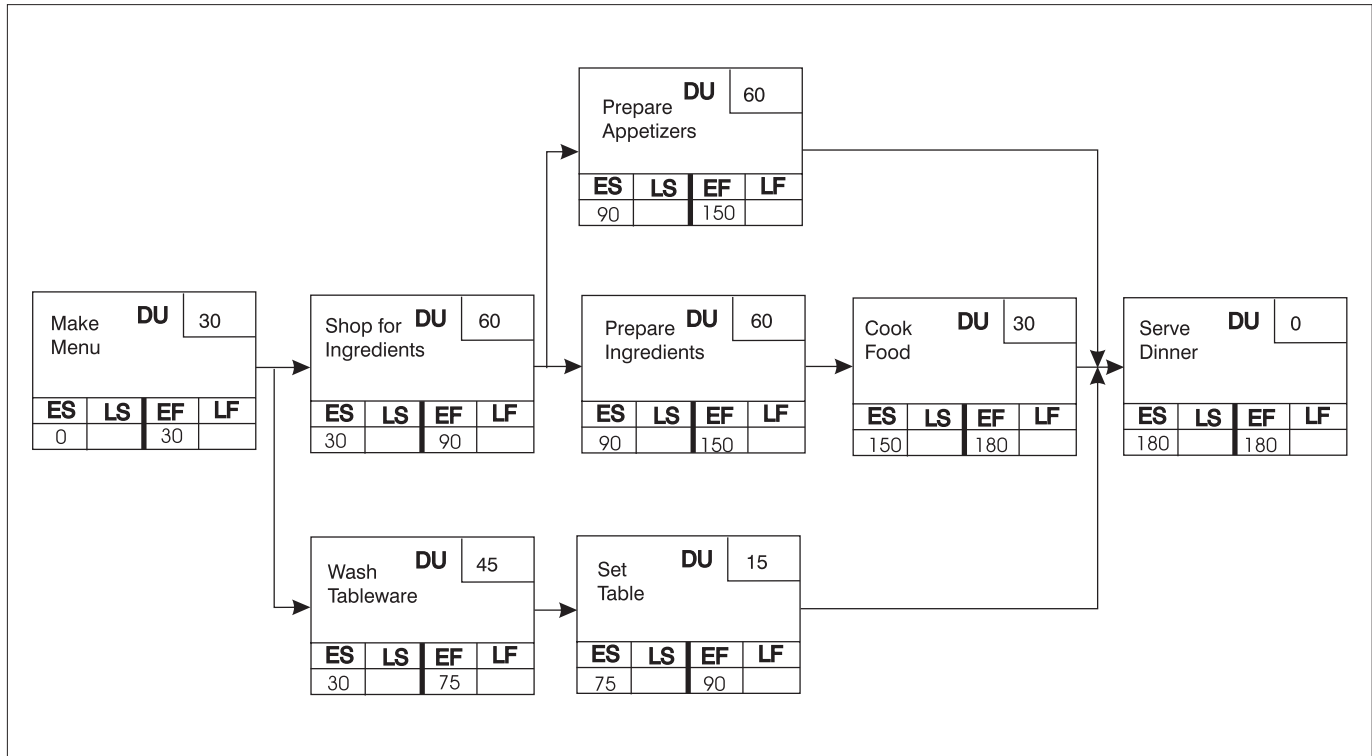 Prepare DU 60
Appetizers
ES LS EF LF
90 150
Make DU 30
Menu
ES LS EF LF
0 30
Shop for DU 60
Ingredients
ES LS EF LF
30 90
Prepare DU 60
Ingredients
ES LS EF LF
90 150
Cook DU 30
Food
ES LS EF LF
150 180
Serve DU 0
Dinner
ES LS EF LF
180 180
Wash DU 45
Tableware
ES LS EF LF
30 75
Set DU 15
Table
ES LS EF LF
75 90